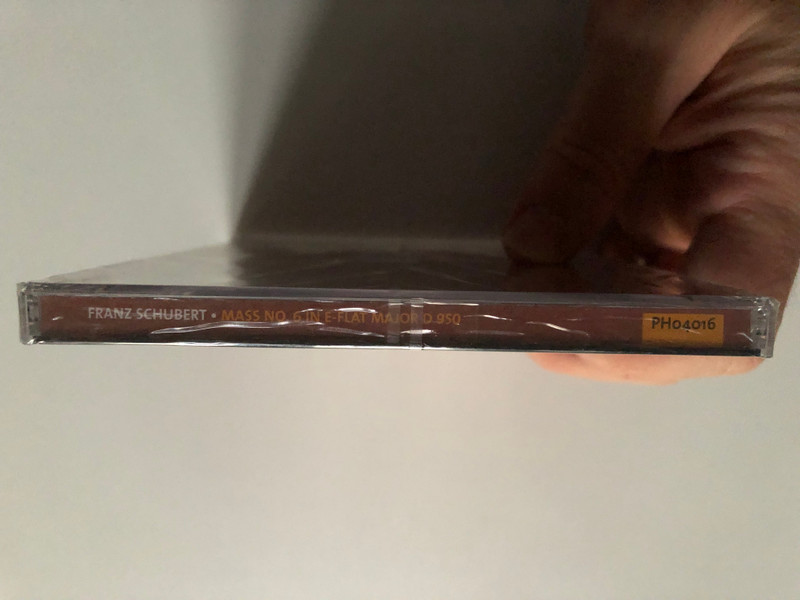 FRANZ SCHUBERT • MASS NO. 6 IN E-FLAT MAJOR D 950
PH04016